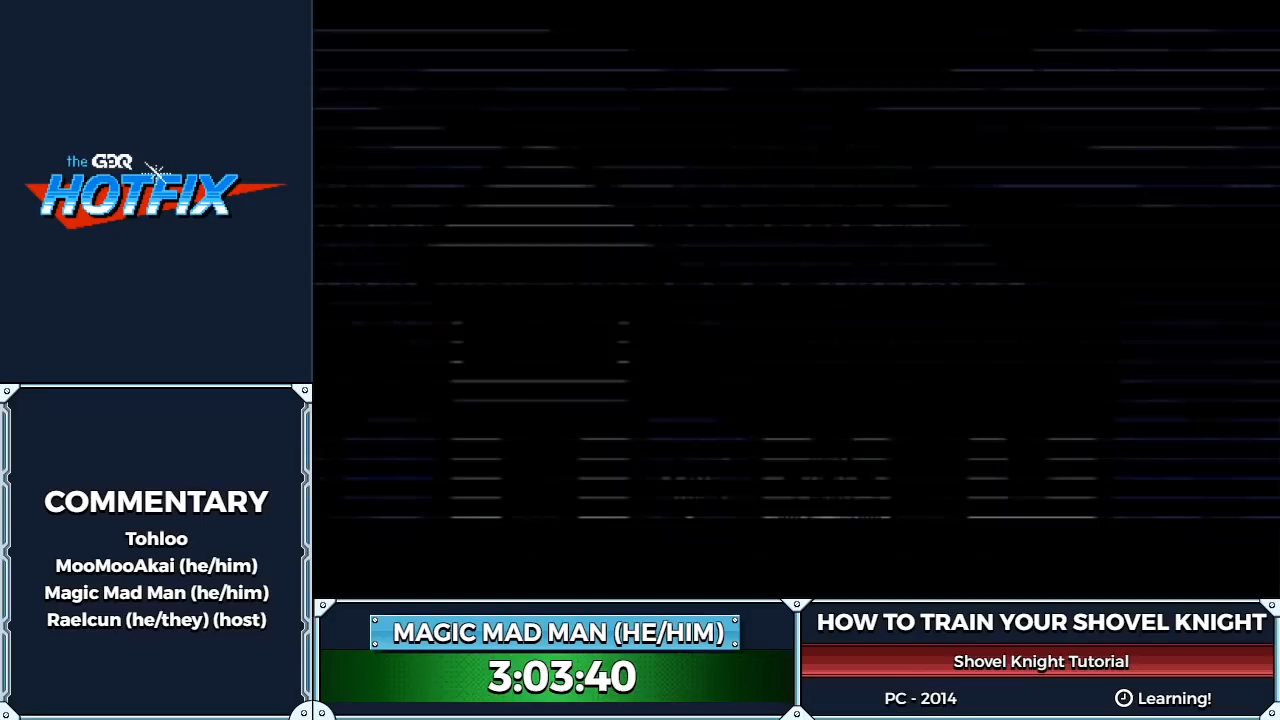 the GDQ
HOTFIX
COMMENTARY
Tohloo
MooMooAkai (he/him)
Magic Mad Man (he/him)
Raelcun (he/they) (host)
MAGIC MAD MAN (HE/HIM)
3:03:40
HOW TO TRAIN YOUR SHOVEL KNIGHT
Shovel Knight Tutorial
PC - 2014
Learning!